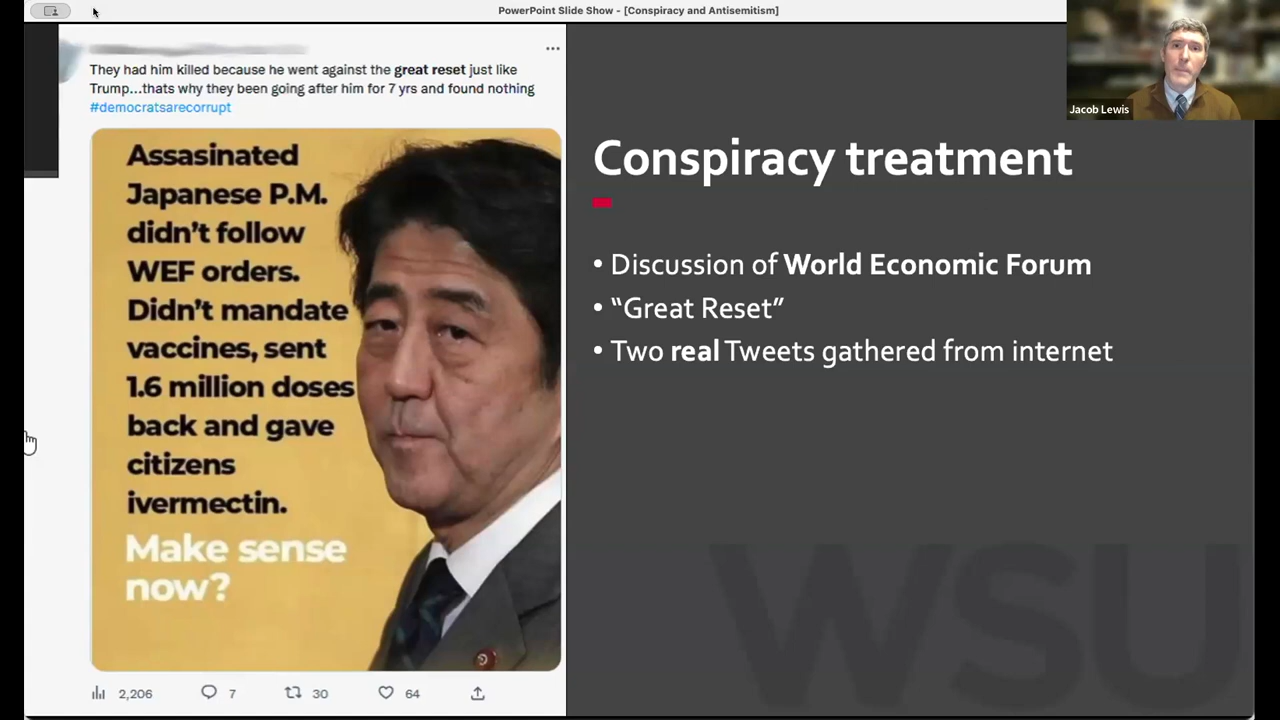 PowerPoint Slide Show - [Conspiracy and Antisemitism]
Jacob Lewis
They had him killed because he went against the great reset just like
Trump...thats why they been going after him for 7 yrs and found nothing
#democratsarecorrupt
Assasinated
Japanese P.M.
didn't follow
WEF orders.
Didn't mandate
vaccines, sent
1.6 million doses
back and gave
citizens
ivermectin.
Make sense
now?
2,206
7
30
64
Conspiracy treatment
• Discussion of World Economic Forum
• "Great Reset"
• Two real Tweets gathered from internet
WSU